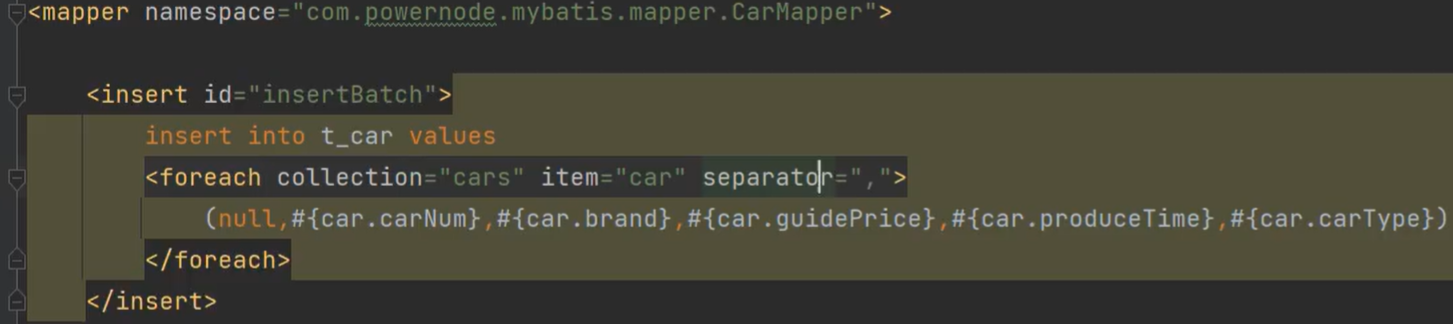 <mapper namespace="com.powernode.mybatis.mapper.CarMapper">
<insert id="insertBatch">
insert into t_car values
<foreach collection="cars" item="car" separator=",">
(null,#{car.carNum},#{car.brand},#{car.guidePrice},#{car.produceTime},#{car.carType})
</foreach>
</insert>